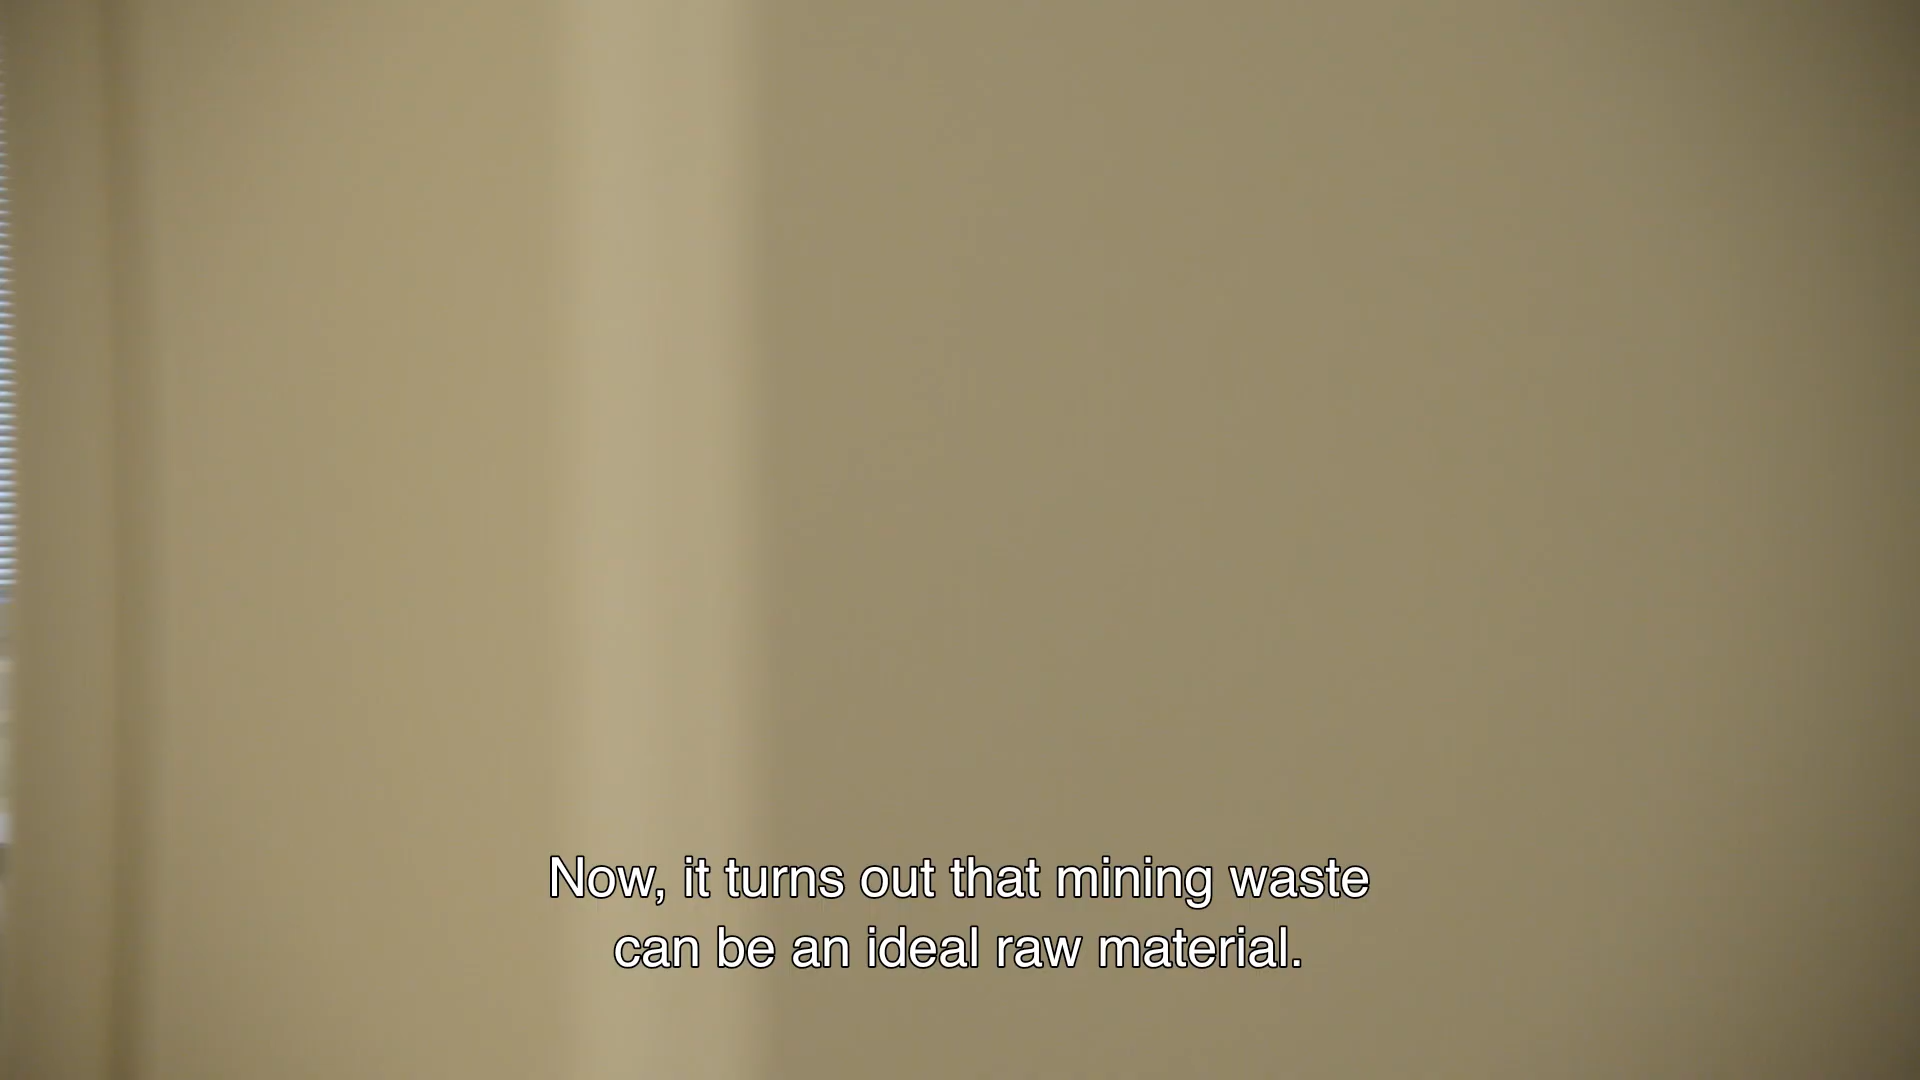 Now, it turns out that mining waste
can be an ideal raw material.